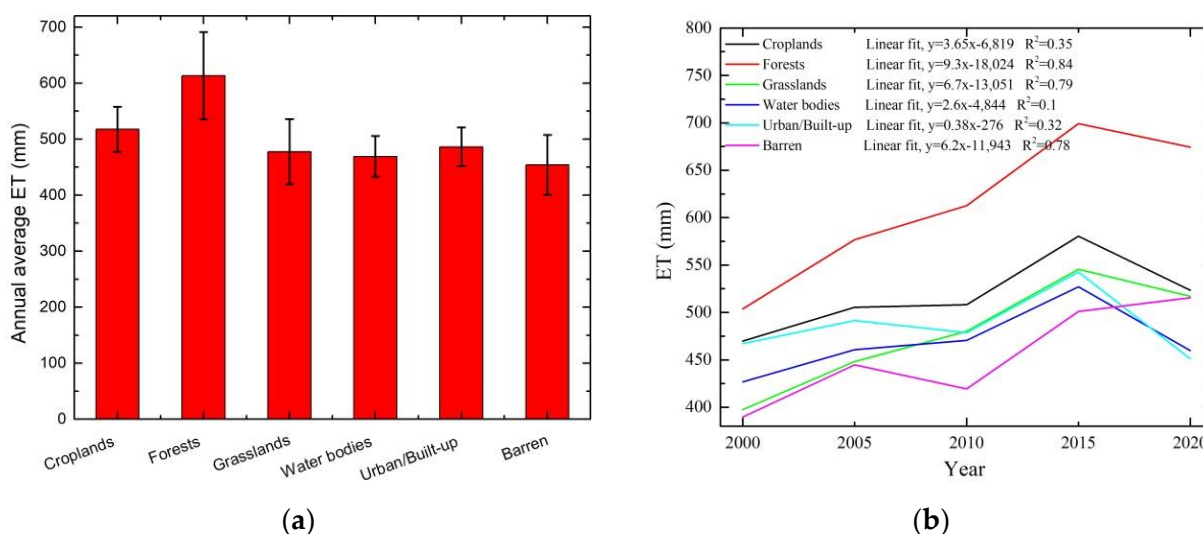 700
600
500
400
300
200
100
0
Annual average ET (mm)
Croplands
Forests
Grasslands
Water bodies
Urban/Built-up
Barren
(a)
800
750
700
650
600
550
500
450
400
ET (mm)
Croplands Linear fit, y=3.65x-6,819 R²=0.35
Forests Linear fit, y=9.3x-18,024 R²=0.84
Grasslands Linear fit, y=6.7x-13,051 R²=0.79
Water bodies Linear fit, y=2.6x-4,844 R²=0.1
Urban/Built-up Linear fit, y=0.38x-276 R²=0.32
Barren Linear fit, y=6.2x-11,943 R²=0.78
2000 2005 2010 2015 2020
Year
(b)